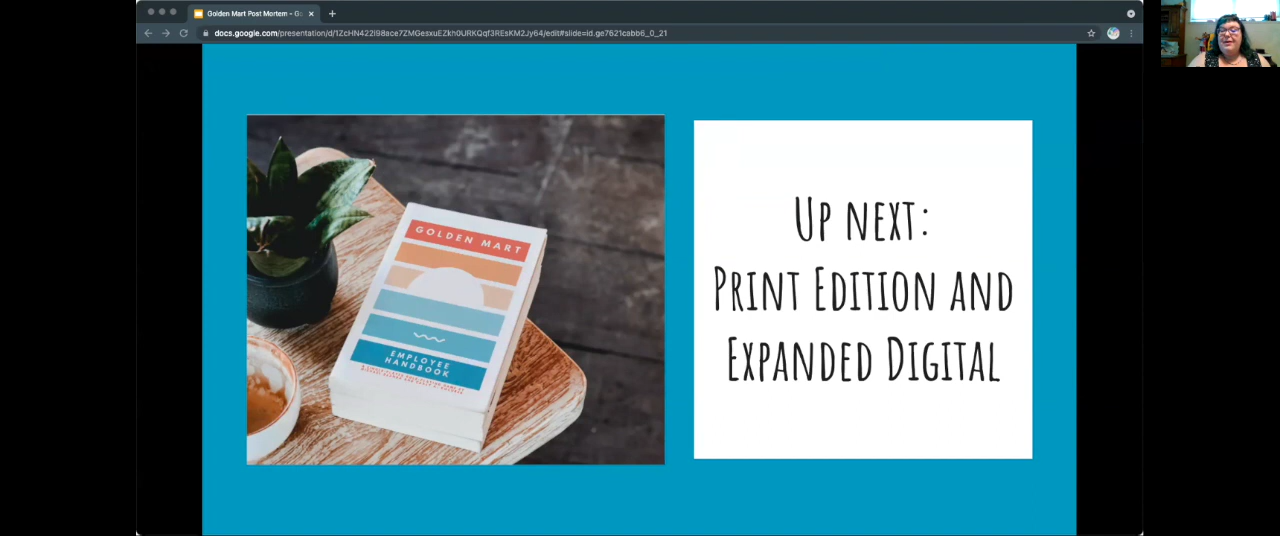 Golden Mart Post Mortem - Go
docs.google.com/presentation/d/1ZcHN422i98ace7ZMGesxuEZkh0URKQqf3REsKM2Jy64/edit#slide=id.ge7621cabb6_0_21
GOLDEN MART
EMPLOYEE
HANDBOOK
Up next:
Print Edition and
Expanded Digital